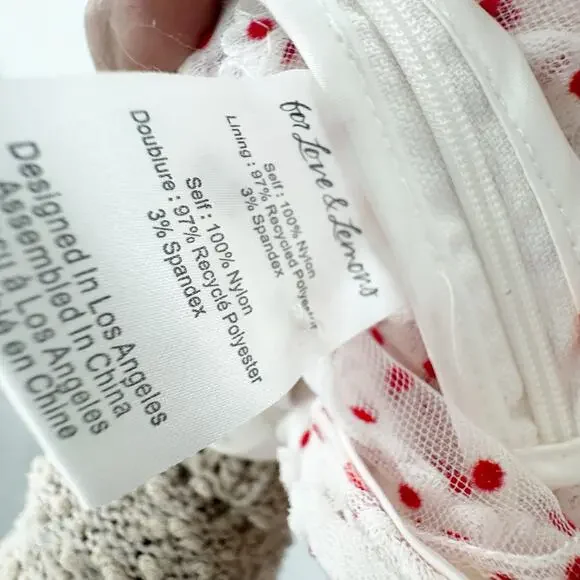 for Love & Lemons
Self : 100% Nylon
Lining : 97% Recycled Polyester
3% Spandex
Self : 100% Nylon
Doublure : 97% Recyclé Polyester
3% Spandex
Designed In Los Angeles
Assembled In China
à Los Angeles
en Chine